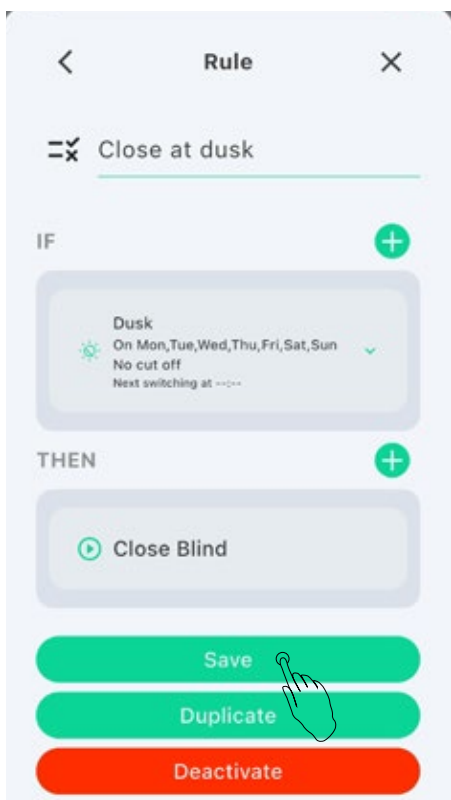 Rule
Close at dusk
IF
Dusk
On Mon,Tue,Wed,Thu,Fri,Sat,Sun
No cut off
Next switching at --:--
THEN
Close Blind
Save
Duplicate
Deactivate